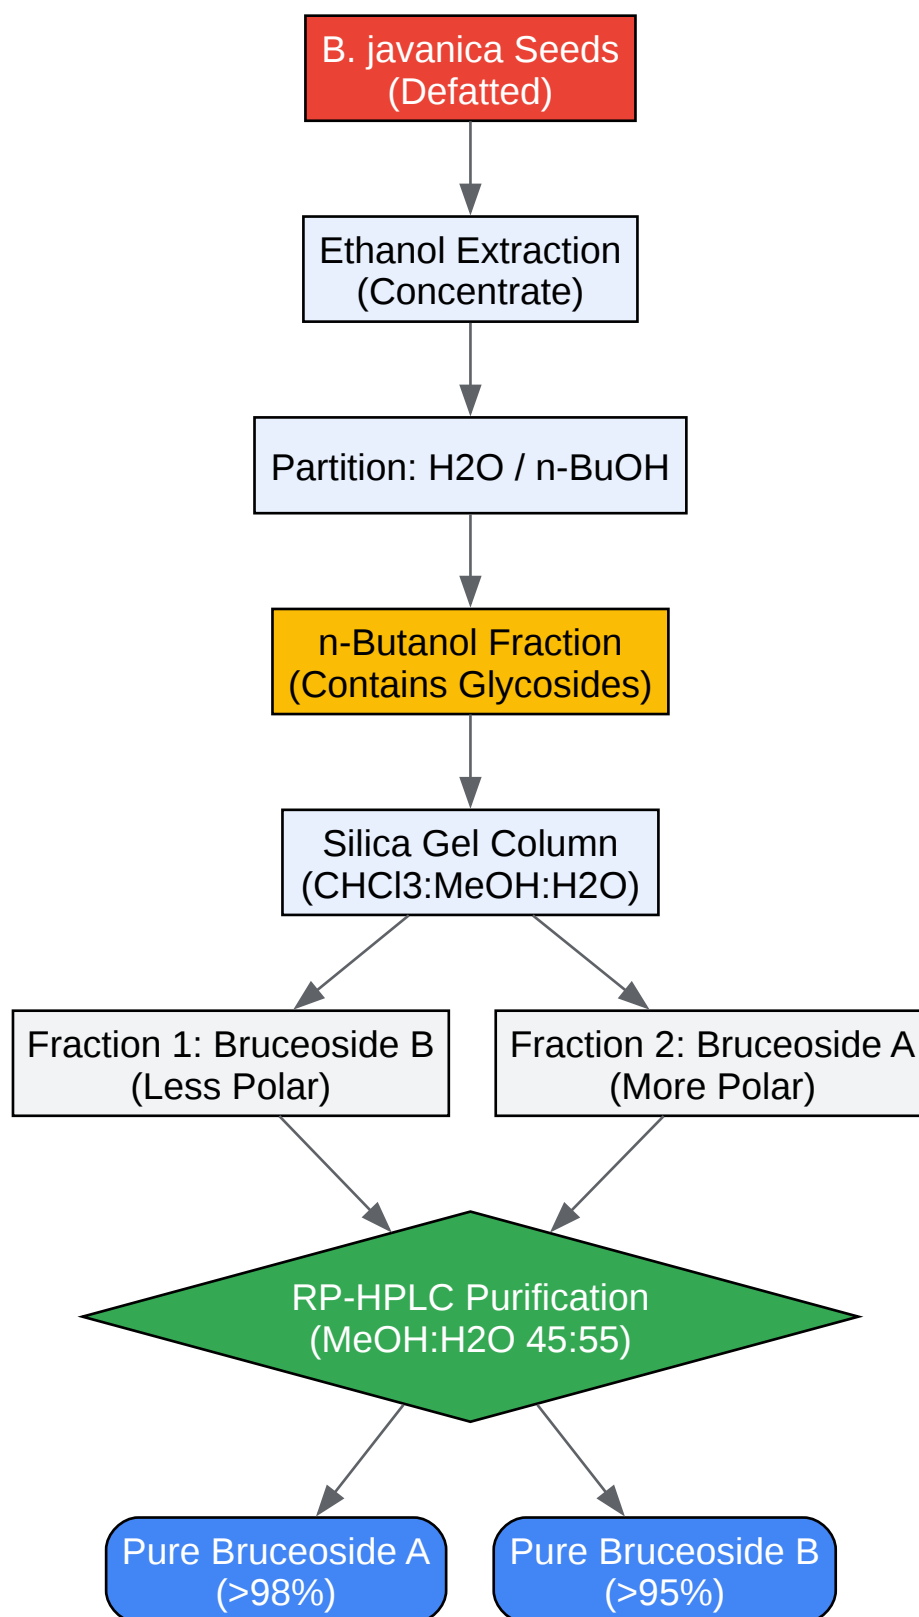 B. javanica Seeds
(Defatted)
Ethanol Extraction
(Concentrate)
Partition: H2O / n-BuOH
n-Butanol Fraction
(Contains Glycosides)
Silica Gel Column
(CHCl3:MeOH:H2O)
Fraction 1: Bruceoside B
(Less Polar)
Fraction 2: Bruceoside A
(More Polar)
RP-HPLC Purification
(MeOH:H2O 45:55)
Pure Bruceoside A
(>98%)
Pure Bruceoside B
(>95%)